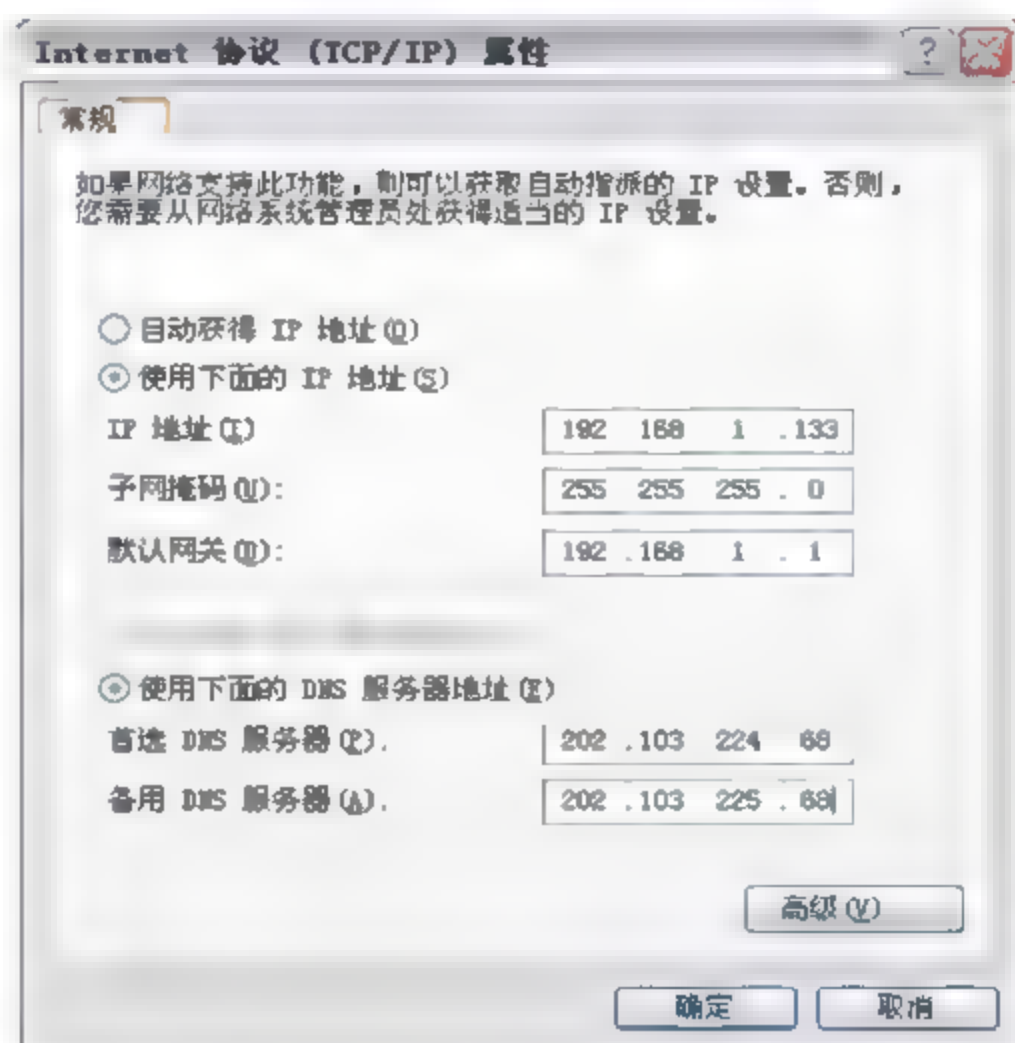 Internet 协议 (TCP/IP) 属性
常规
如果网络支持此功能，则可以获取自动指派的 IP 设置。否则，
您需要从网络系统管理员处获得适当的 IP 设置。
自动获得 IP 地址(O)
使用下面的 IP 地址(S)
IP 地址(I) 192 168 1 .133
子网掩码(U): 255 255 255 . 0
默认网关(D): 192 .168 1 . 1
使用下面的 DNS 服务器地址(E)
首选 DNS 服务器(P). 202 .103 224 68
备用 DNS 服务器(A). 202 .103 225 . 68
高级(V)
确定 取消